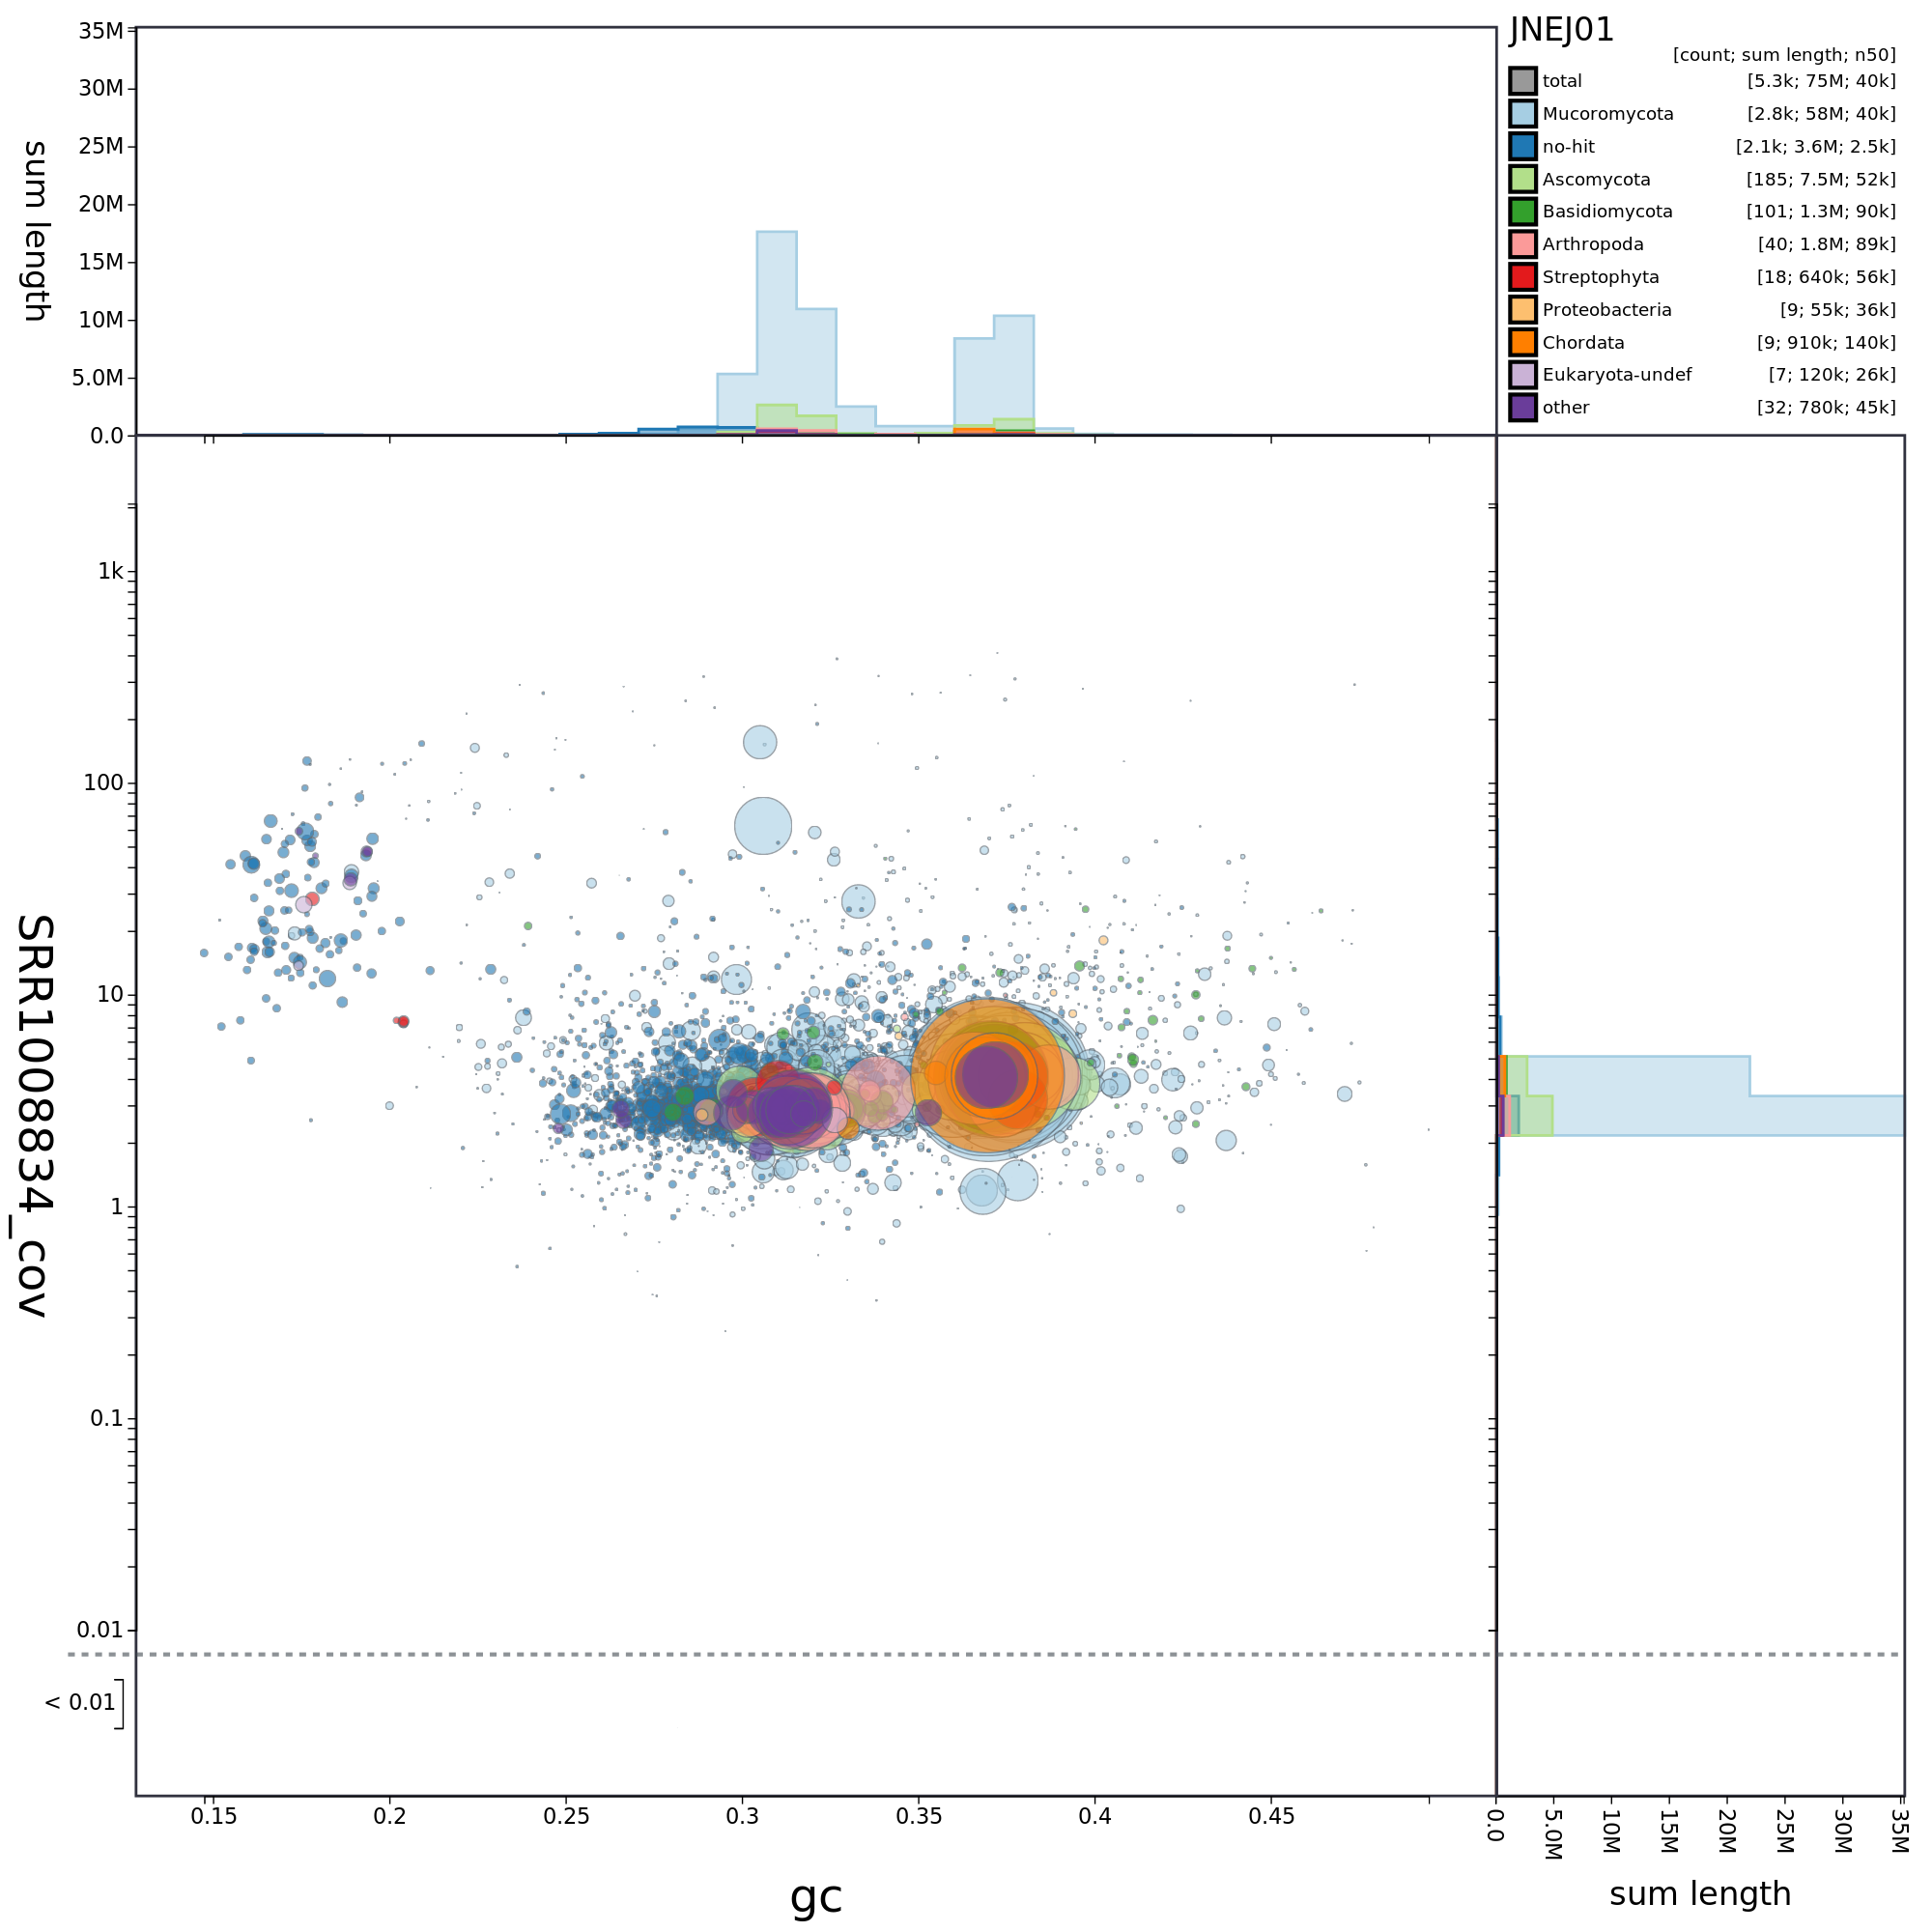 JNEJ01
[count; sum length; n50]
total [5.3k; 75M; 40k]
Mucoromycota [2.8k; 58M; 40k]
no-hit [2.1k; 3.6M; 2.5k]
Ascomycota [185; 7.5M; 52k]
Basidiomycota [101; 1.3M; 90k]
Arthropoda [40; 1.8M; 89k]
Streptophyta [18; 640k; 56k]
Proteobacteria [9; 55k; 36k]
Chordata [9; 910k; 140k]
Eukaryota-undef [7; 120k; 26k]
other [32; 780k; 45k]
sum length
35M
30M
25M
20M
15M
10M
5.0M
0.0
SRR1008834_cov
1k
100
10
1
0.1
0.01
< 0.01
0.15 0.2 0.25 0.3 0.35 0.4 0.45
gc
0.0 5.0M 10M 15M 20M 25M 30M 35M
sum length